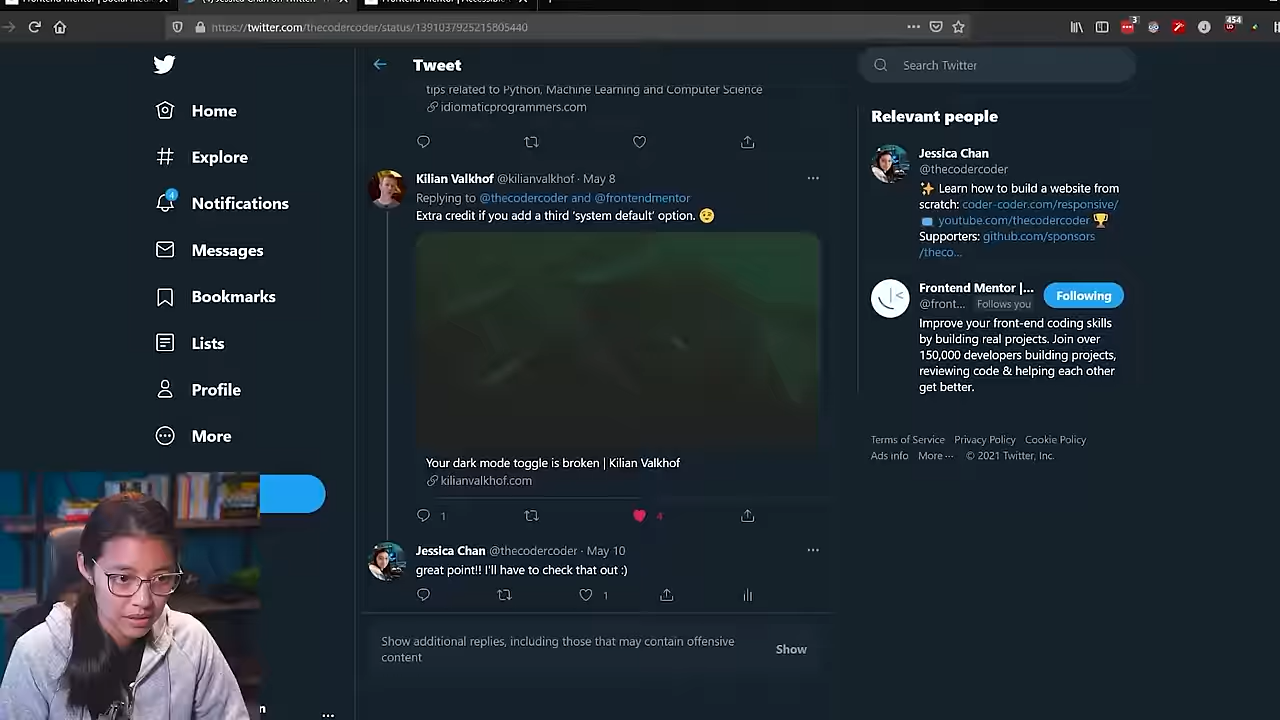 https://twitter.com/thecodercoder/status/1391037925215805440
3
454
Home
Explore
4
Notifications
Messages
Bookmarks
Lists
Profile
More
Tweet
tips related to Python, Machine Learning and Computer Science
idiomaticprogrammers.com
Kilian Valkhof @kilianvalkhof · May 8
Replying to @thecodercoder and @frontendmentor
Extra credit if you add a third 'system default' option. 🥺
Your dark mode toggle is broken | Kilian Valkhof
kilianvalkhof.com
1
4
Jessica Chan @thecodercoder · May 10
great point!! I'll have to check that out :)
1
Show additional replies, including those that may contain offensive
content
Show
Search Twitter
Relevant people
Jessica Chan
@thecodercoder
✨ Learn how to build a website from
scratch: coder-coder.com/responsive/
📺 youtube.com/thecodercoder 🏆
Supporters: github.com/sponsors
/theco...
Frontend Mentor |...
@front... Follows you
Following
Improve your front-end coding skills
by building real projects. Join over
150,000 developers building projects,
reviewing code & helping each other
get better.
Terms of Service Privacy Policy Cookie Policy
Ads info More ··· © 2021 Twitter, Inc.